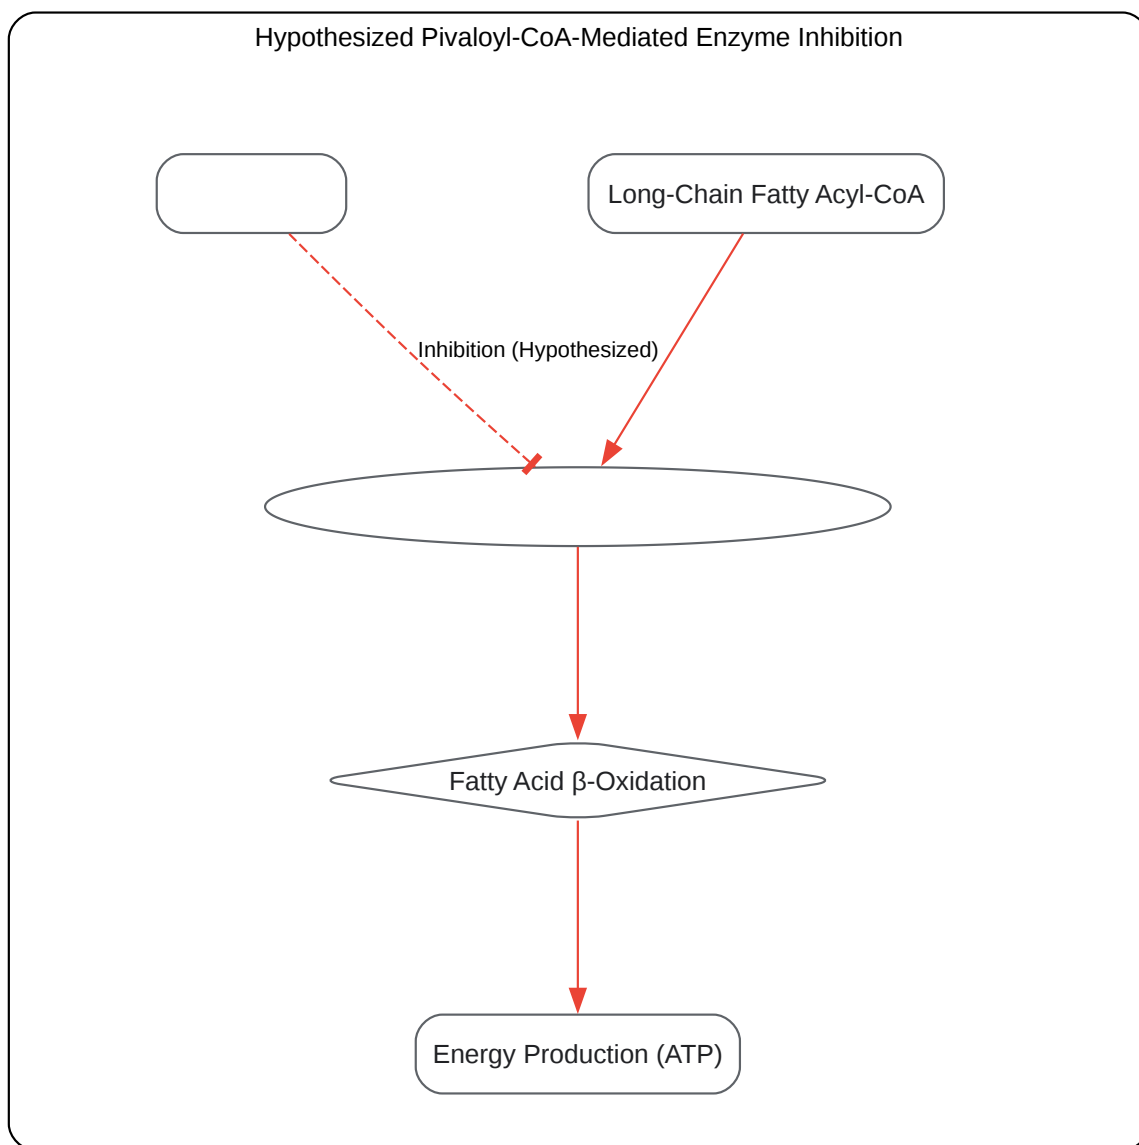 Hypothesized Pivaloyl-CoA-Mediated Enzyme Inhibition
Long-Chain Fatty Acyl-CoA
Inhibition (Hypothesized)
Fatty Acid β-Oxidation
Energy Production (ATP)